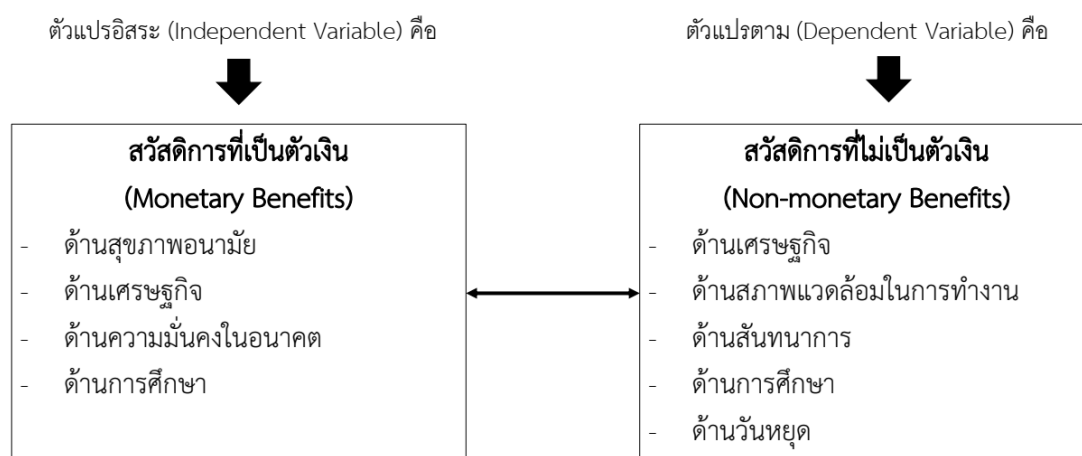 ตัวแปรอิสระ (Independent Variable) คือ
สวัสดิการที่เป็นตัวเงิน
(Monetary Benefits)
- ด้านสุขภาพอนามัย
- ด้านเศรษฐกิจ
- ด้านความมั่นคงในอนาคต
- ด้านการศึกษา
ตัวแปรตาม (Dependent Variable) คือ
สวัสดิการที่ไม่เป็นตัวเงิน
(Non-monetary Benefits)
- ด้านเศรษฐกิจ
- ด้านสภาพแวดล้อมในการทำงาน
- ด้านสันทนาการ
- ด้านการศึกษา
- ด้านวันหยุด